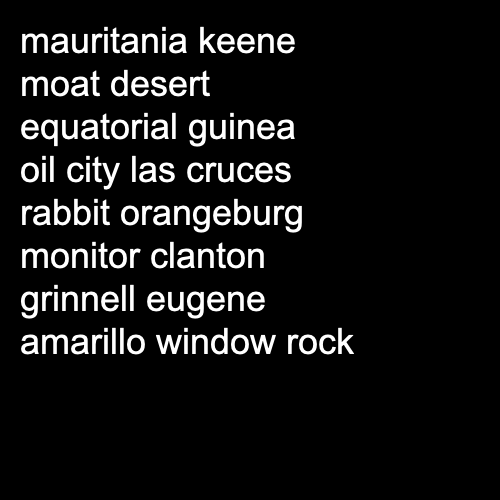 mauritania keene
moat desert
equatorial guinea
oil city las cruces
rabbit orangeburg
monitor clanton
grinnell eugene
amarillo window rock